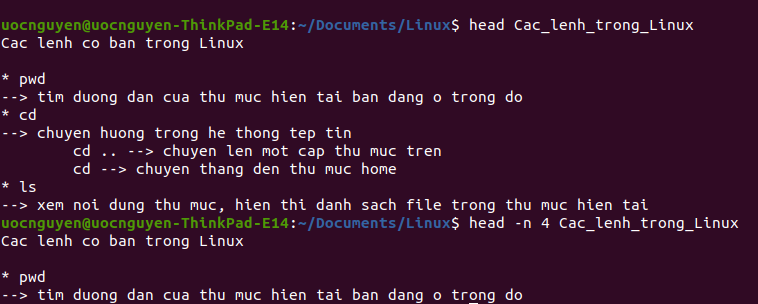 uocnguyen@uocnguyen-ThinkPad-E14:~/Documents/Linux$ head Cac_lenh_trong_Linux
Cac lenh co ban trong Linux

* pwd
--> tim duong dan cua thu muc hien tai ban dang o trong do
* cd
--> chuyen huong trong he thong tep tin
        cd .. --> chuyen len mot cap thu muc tren
        cd --> chuyen thang den thu muc home
* ls
--> xem noi dung thu muc, hien thi danh sach file trong thu muc hien tai
uocnguyen@uocnguyen-ThinkPad-E14:~/Documents/Linux$ head -n 4 Cac_lenh_trong_Linux
Cac lenh co ban trong Linux

* pwd
--> tim duong dan cua thu muc hien tai ban dang o trong do